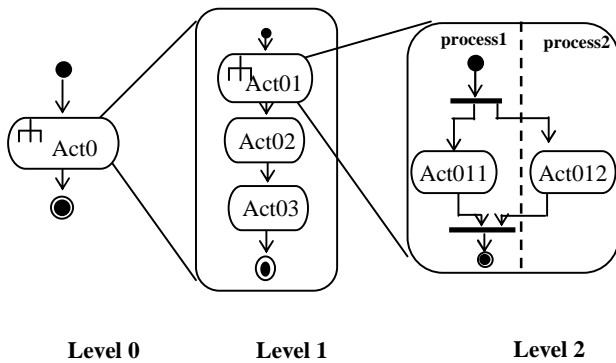 process1 process2
Act01
Act0
Act02
Act011 Act012
Act03
Level 0 Level 1 Level 2